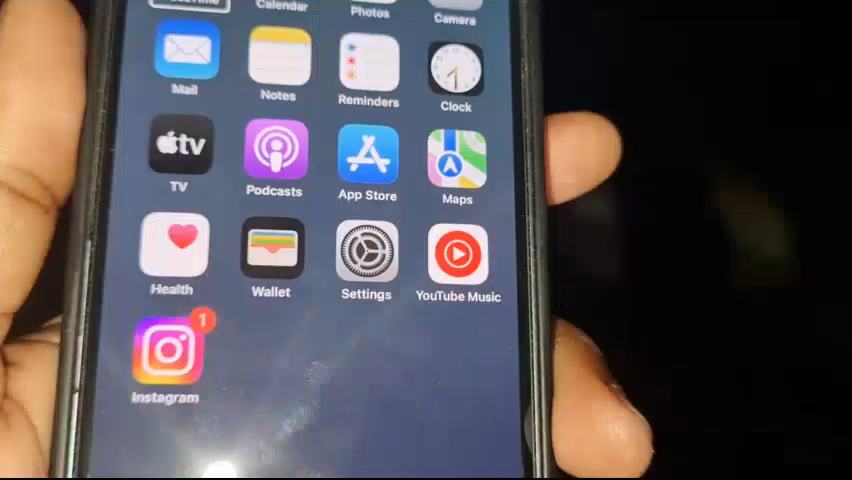 Calendar
Photos
Camera
Mail
Notes
Reminders
Clock
tv
TV
Podcasts
App Store
Maps
Health
Wallet
Settings
YouTube Music
1
Instagram